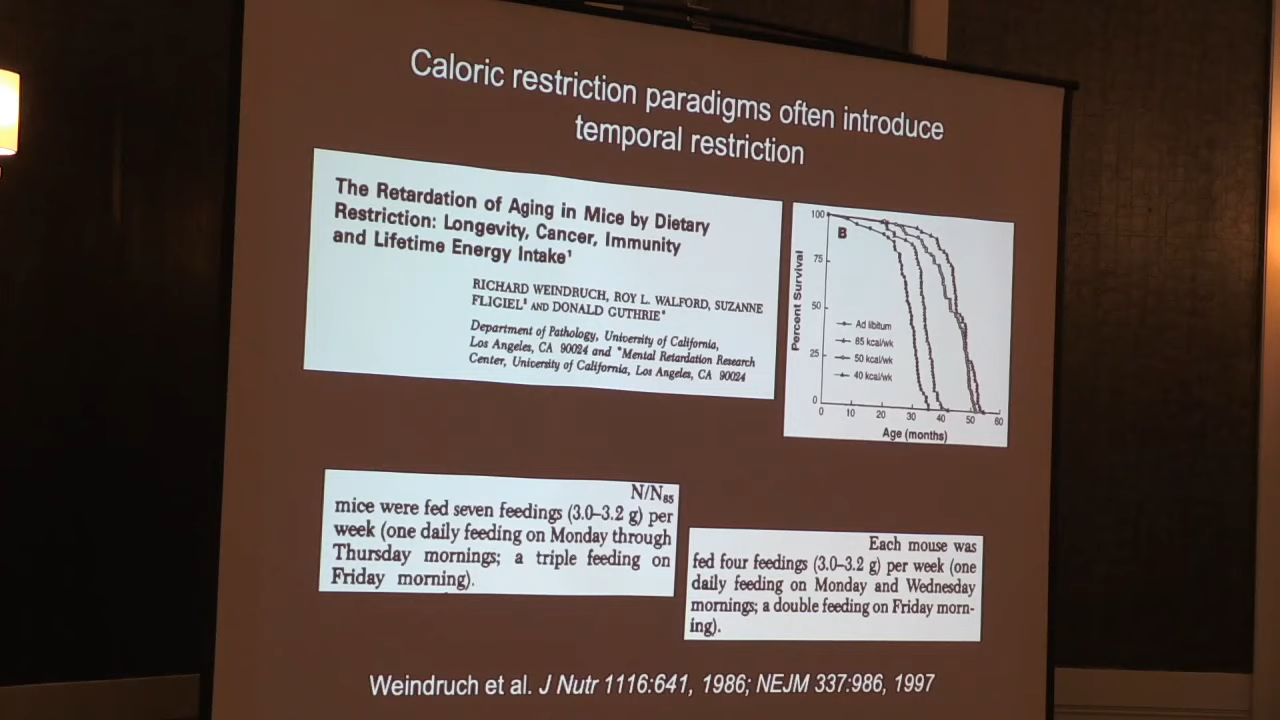 Caloric restriction paradigms often introduce
temporal restriction
The Retardation of Aging in Mice by Dietary
Restriction: Longevity, Cancer, Immunity
and Lifetime Energy Intake¹
RICHARD WEINDRUCH, ROY L. WALFORD, SUZANNE
FLIGIEL AND DONALD GUTHRIE*
Department of Pathology, University of California,
Los Angeles, CA 90024 and *Mental Retardation Research
Center, University of California, Los Angeles, CA 90024
B
Percent Survival
100
75
50
25
0
Ad libitum
85 kcal/wk
50 kcal/wk
40 kcal/wk
0 10 20 30 40 50 60
Age (months)
N/N₈₅
mice were fed seven feedings (3.0–3.2 g) per
week (one daily feeding on Monday through
Thursday mornings; a triple feeding on
Friday morning).
Each mouse was
fed four feedings (3.0–3.2 g) per week (one
daily feeding on Monday and Wednesday
mornings; a double feeding on Friday morn-
ing).
Weindruch et al. J Nutr 1116:641, 1986; NEJM 337:986, 1997